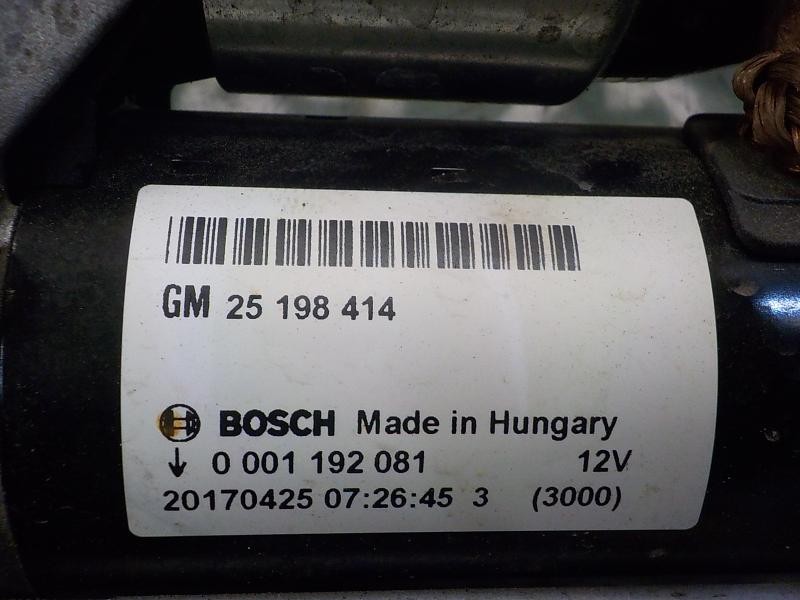 GM 25 198 414
BOSCH Made in Hungary
0 001 192 081 12V
20170425 07:26:45 3 (3000)